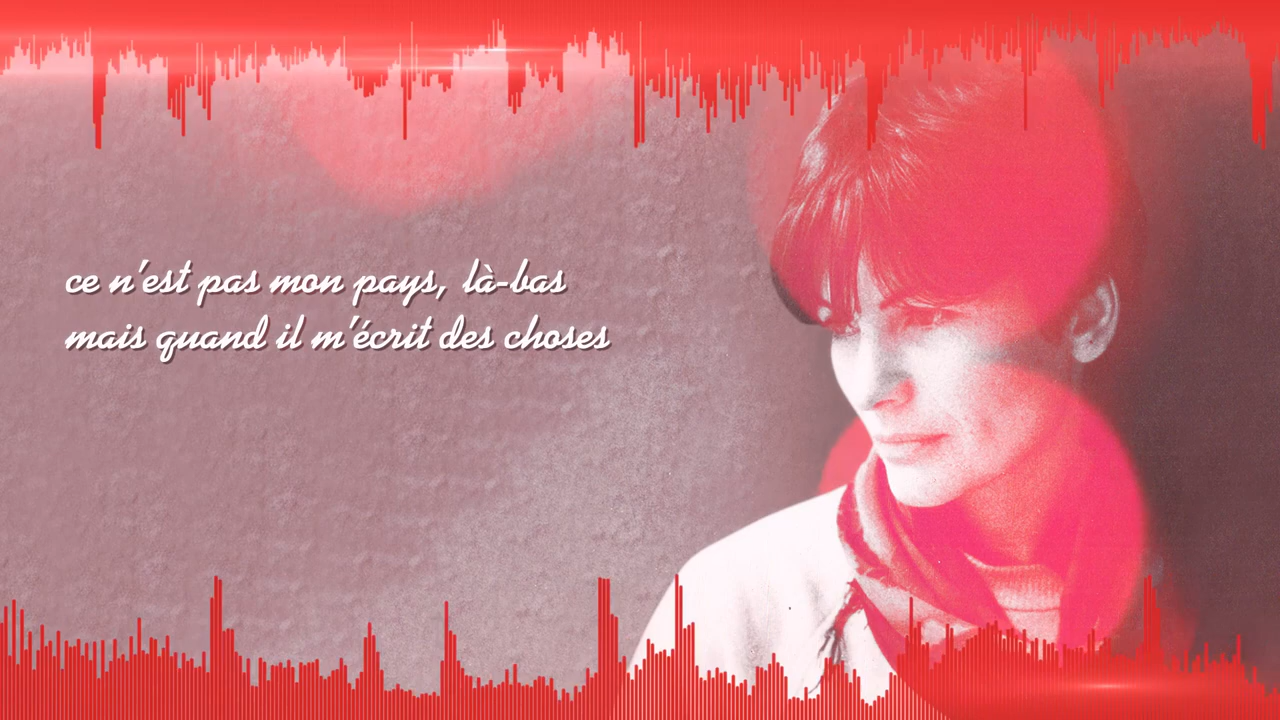 ce n'est pas mon pays, là-bas
mais quand il m'écrit des choses